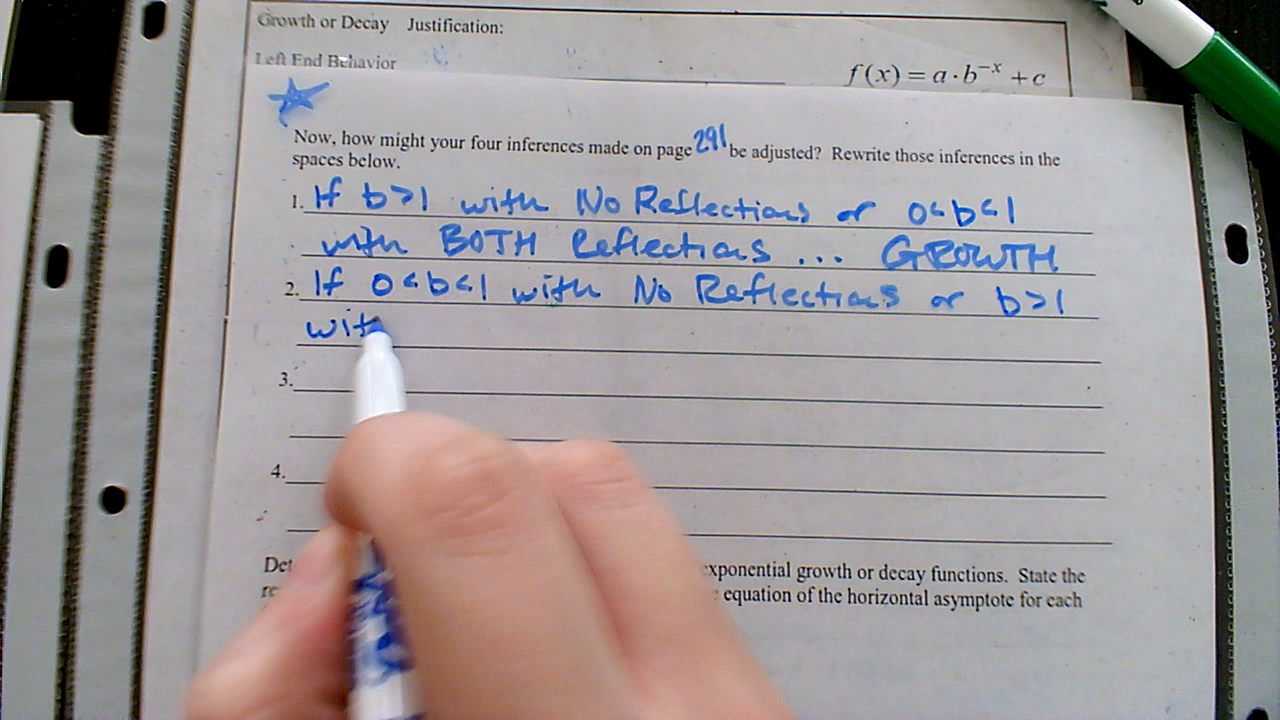 Growth or Decay Justification:
Left End Behavior
f(x) = a·b^{-x} + c
Now, how might your four inferences made on page 291 be adjusted? Rewrite those inferences in the
spaces below.
1. If b>1 with No Reflections or 0<b<1
with BOTH Reflections ... GROWTH
2. If 0<b<1 with No Reflections or b>1
wit
3.
4.
exponential growth or decay functions. State the
equation of the horizontal asymptote for each